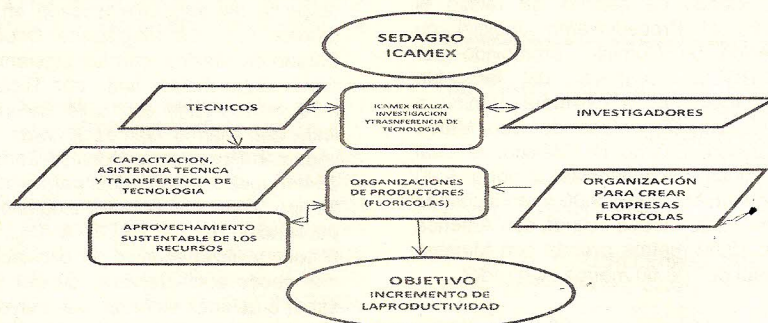 SEDAGRO
ICAMEX
TECNICOS
ICAMEX REALIZA
INVESTIGACION
YTRASFERENCIA DE
TECNOLOGIA
INVESTIGADORES
CAPACITACION,
ASISTENCIA TECNICA
Y TRANSFERENCIA DE
TECNOLOGIA
ORGANIZACIONES
DE PRODUCTORES
(FLORICOLAS)
ORGANIZACIÓN
PARA CREAR
EMPRESAS
FLORICOLAS
APROVECHAMIENTO
SUSTENTABLE DE LOS
RECURSOS
OBJETIVO
INCREMENTO DE
LAPRODUCTIVIDAD